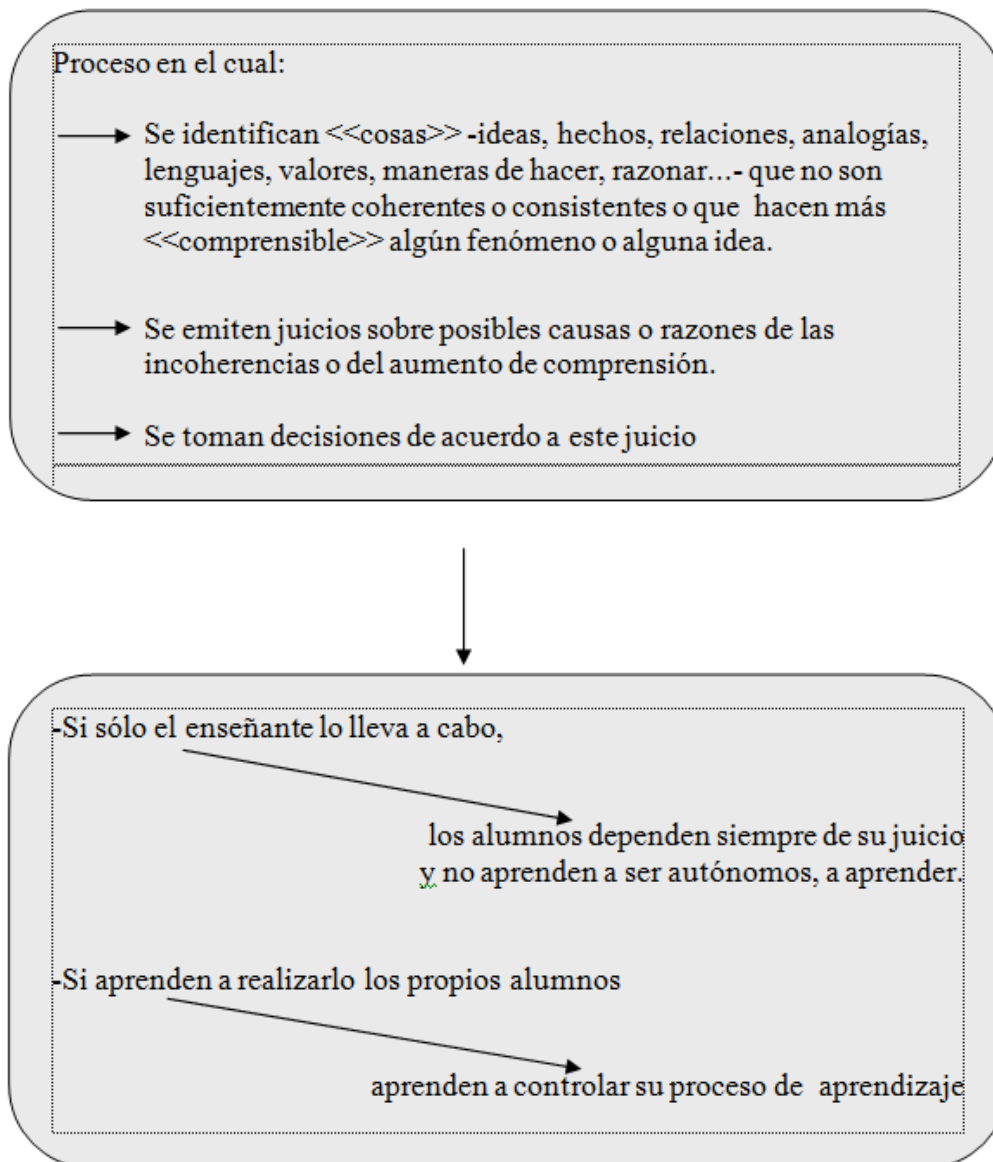 Proceso en el cual:
Se identifican <<cosas>> -ideas, hechos, relaciones, analogías,
lenguajes, valores, maneras de hacer, razonar...- que no son
suficientemente coherentes o consistentes o que hacen más
<<comprensible>> algún fenómeno o alguna idea.
Se emiten juicios sobre posibles causas o razones de las
incoherencias o del aumento de comprensión.
Se toman decisiones de acuerdo a este juicio
-Si sólo el enseñante lo lleva a cabo,
los alumnos dependen siempre de su juicio
y no aprenden a ser autónomos, a aprender.
-Si aprenden a realizarlo los propios alumnos
aprenden a controlar su proceso de aprendizaje